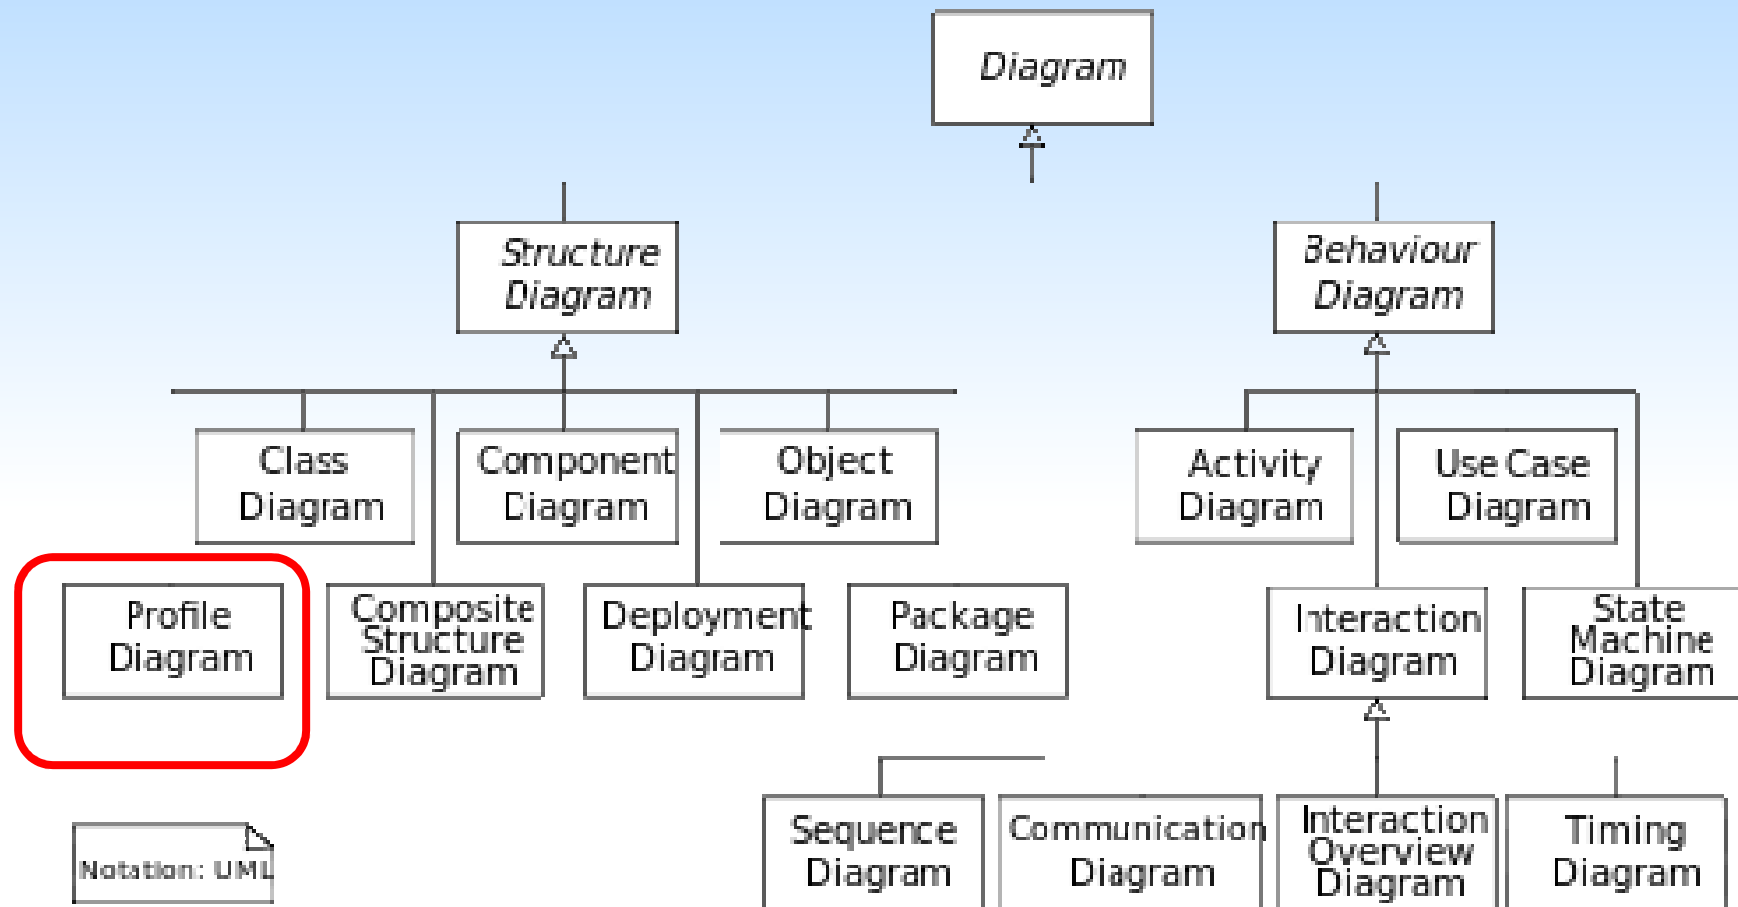 Diagram
Structure
Diagram
Behaviour
Diagram
Class
Diagram
Component
Diagram
Object
Diagram
Activity
Diagram
Use Case
Diagram
Profile
Diagram
Composite
Structure
Diagram
Deployment
Diagram
Package
Diagram
Interaction
Diagram
State
Machine
Diagram
Sequence
Diagram
Communication
Diagram
Interaction
Overview
Diagram
Timing
Diagram
Notation: UML